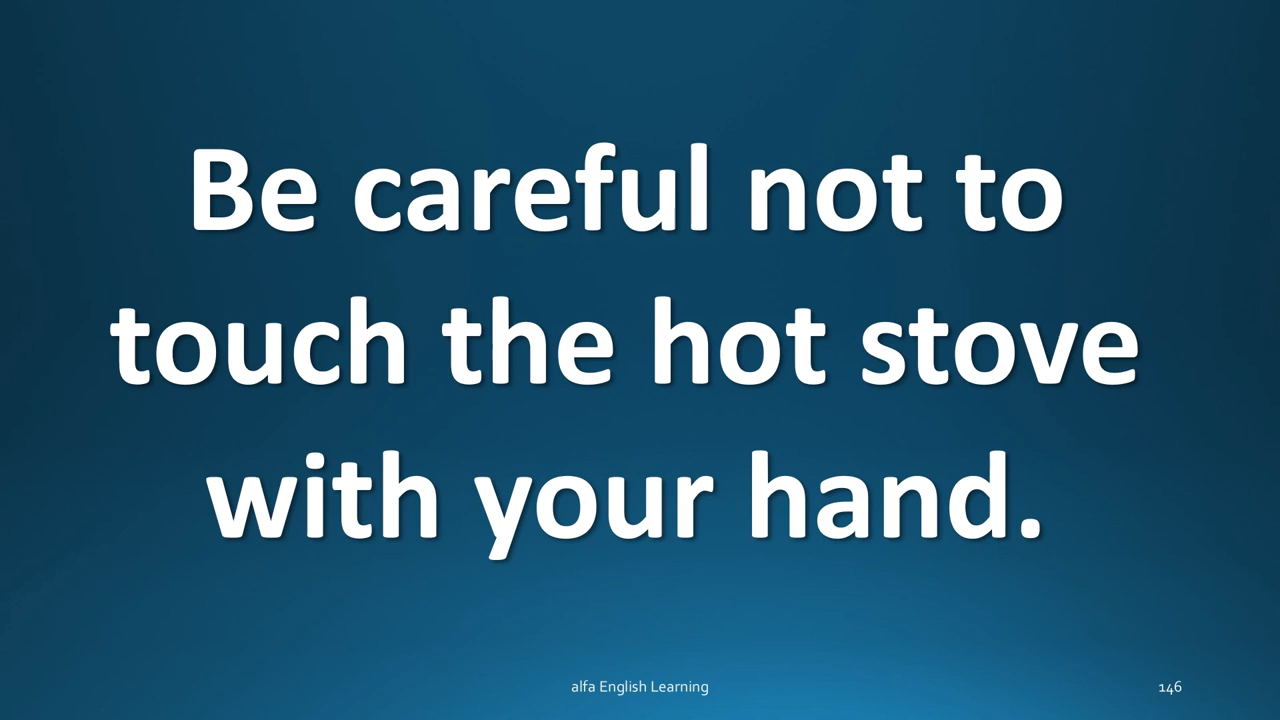 Be careful not to
touch the hot stove
with your hand.
alfa English Learning
146